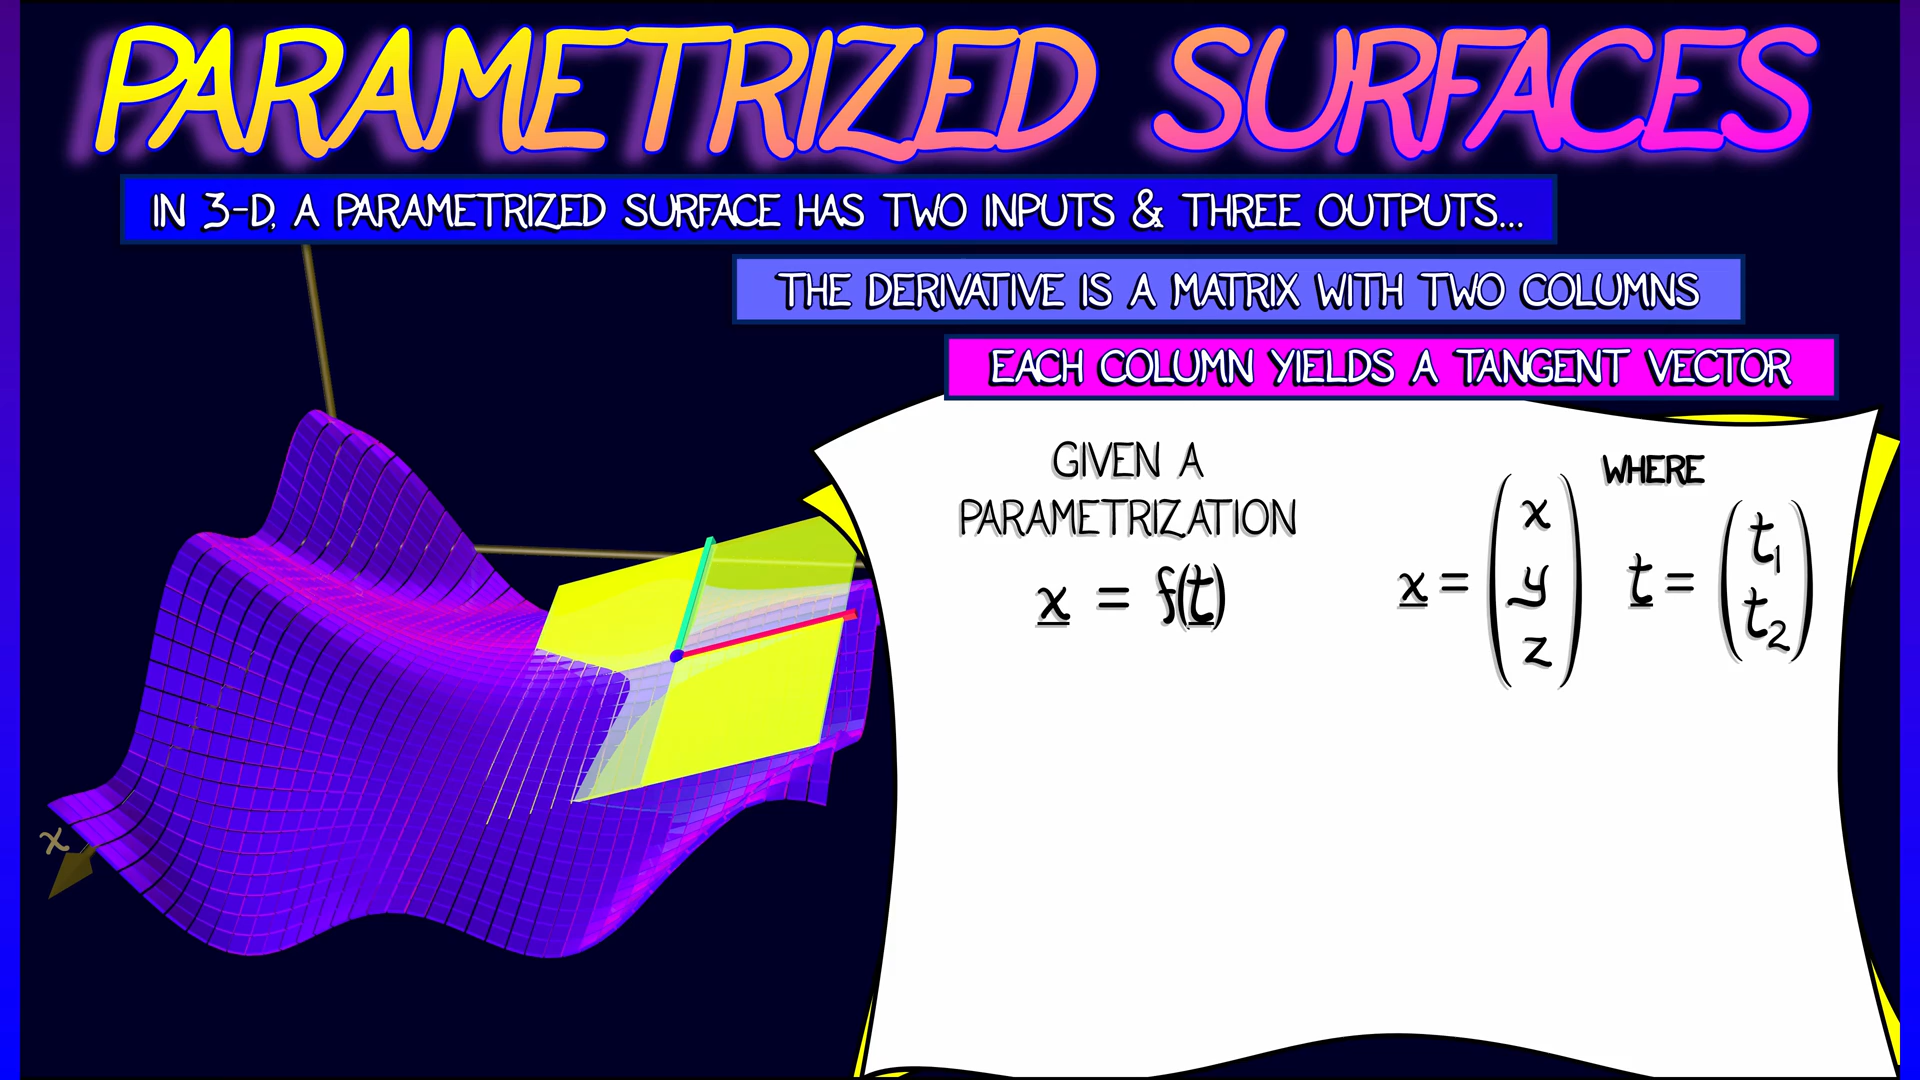 PARAMETRIZED SURFACES
IN 3-D, A PARAMETRIZED SURFACE HAS TWO INPUTS & THREE OUTPUTS...
THE DERIVATIVE IS A MATRIX WITH TWO COLUMNS
EACH COLUMN YIELDS A TANGENT VECTOR
GIVEN A
PARAMETRIZATION
x = f(t)
WHERE
x = (x y z) t = (t₁ t₂)
x